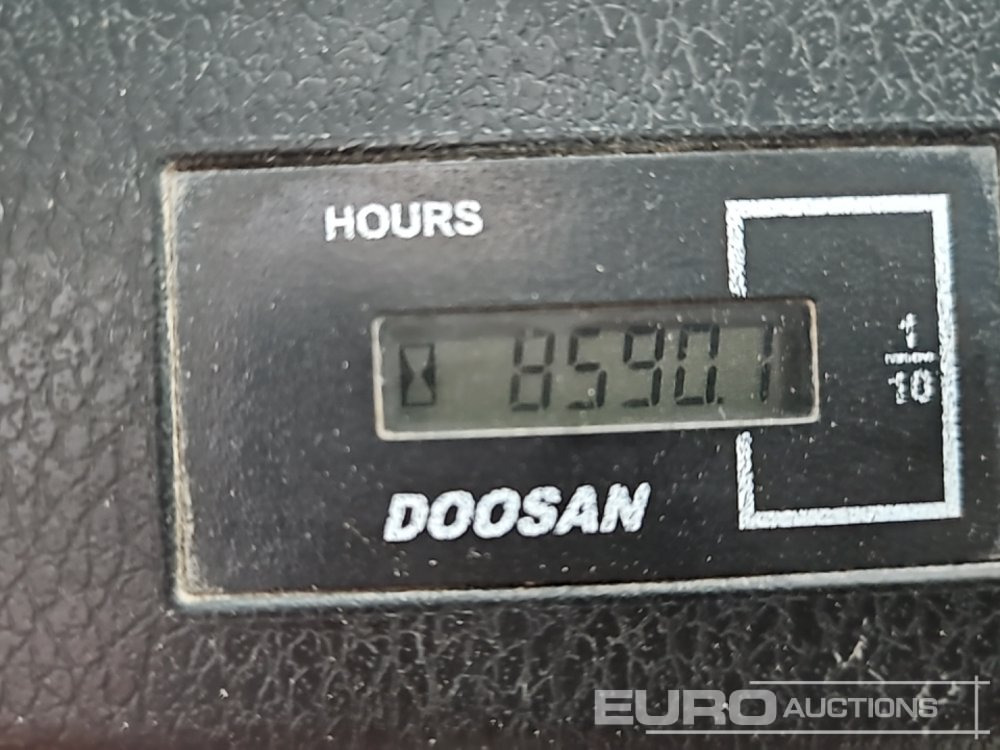 HOURS
8590.1
1
10
DOOSAN
EURO AUCTIONS